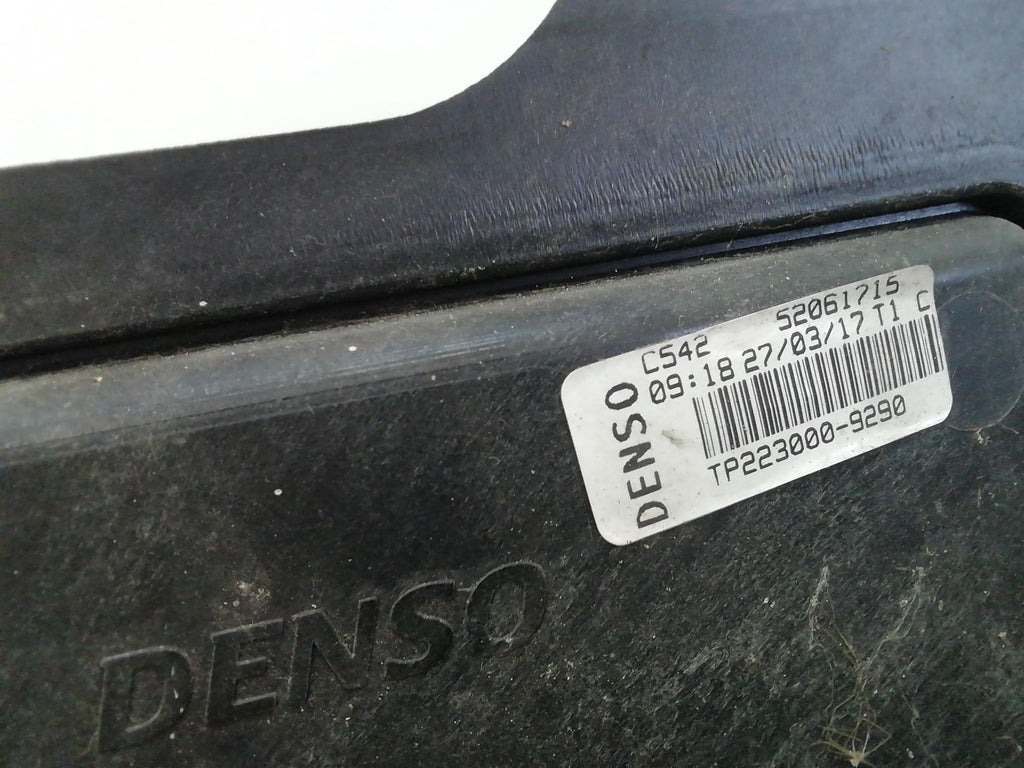 C542 52061715
09:18 27/03/17 T1 C
DENSO
TP223000-9290
DENSO